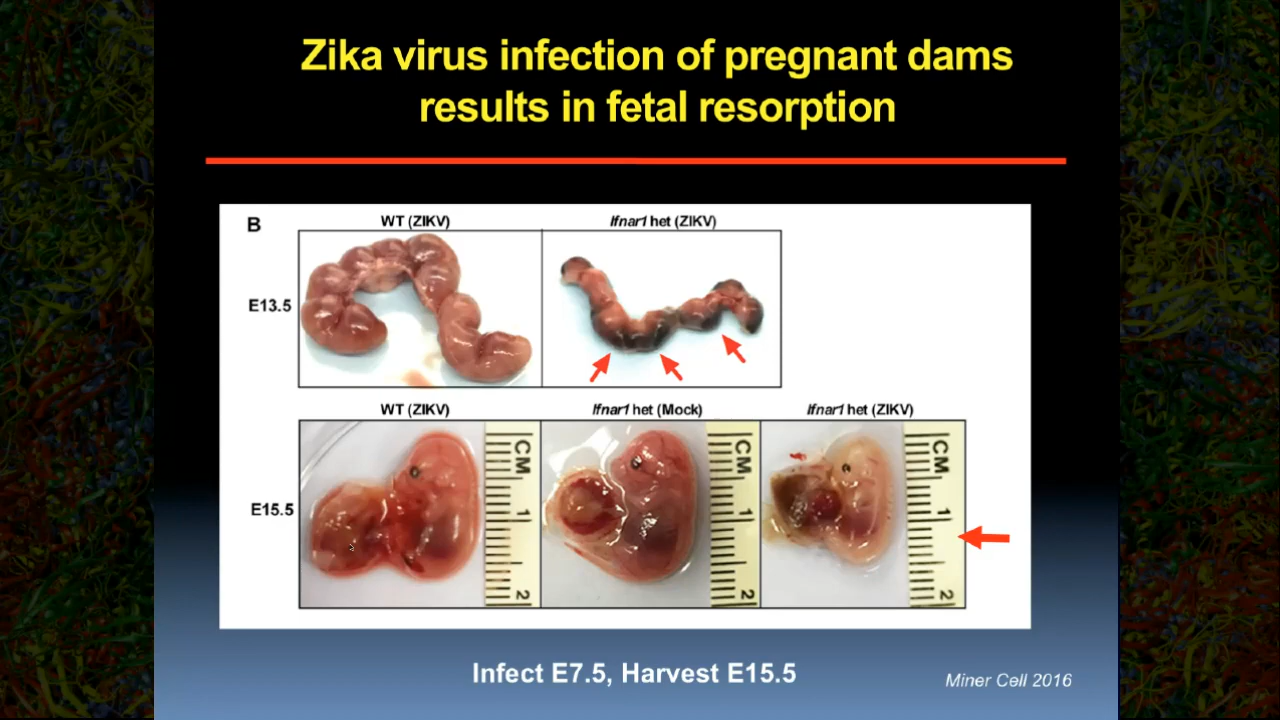 Zika virus infection of pregnant dams
results in fetal resorption
B
WT (ZIKV)
Ifnar1 het (ZIKV)
E13.5
WT (ZIKV)
Ifnar1 het (Mock)
Ifnar1 het (ZIKV)
E15.5
CM
1
2
CM
1
2
CM
1
2
Infect E7.5, Harvest E15.5
Miner Cell 2016